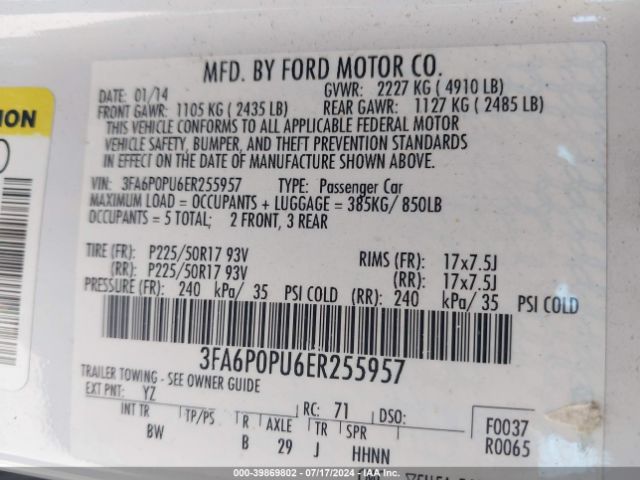 MFD. BY FORD MOTOR CO.
DATE: 01/14 GVWR: 2227 KG ( 4910 LB)
FRONT GAWR: 1105 KG ( 2435 LB) REAR GAWR: 1127 KG ( 2485 LB)
THIS VEHICLE CONFORMS TO ALL APPLICABLE FEDERAL MOTOR
VEHICLE SAFETY, BUMPER, AND THEFT PREVENTION STANDARDS
IN EFFECT ON THE DATE OF MANUFACTURE SHOWN ABOVE.
VIN: 3FA6P0PU6ER255957 TYPE: Passenger Car
MAXIMUM LOAD = OCCUPANTS + LUGGAGE = 385KG/ 850LB
OCCUPANTS = 5 TOTAL; 2 FRONT, 3 REAR
TIRE (FR): P225/50R17 93V RIMS (FR): 17x7.5J
(RR): P225/50R17 93V (RR): 17x7.5J
PRESSURE (FR): 240 kPa/ 35 PSI COLD (RR): 240 kPa/ 35 PSI COLD
3FA6P0PU6ER255957
TRAILER TOWING - SEE OWNER GUIDE
EXT PNT: YZ RC: 71 DSO: F0037
INT TR TP/PS R AXLE TR SPR R0065
BW B 29 J HHNN
00-39869802 - 07/17/2024 - IAAI.CA